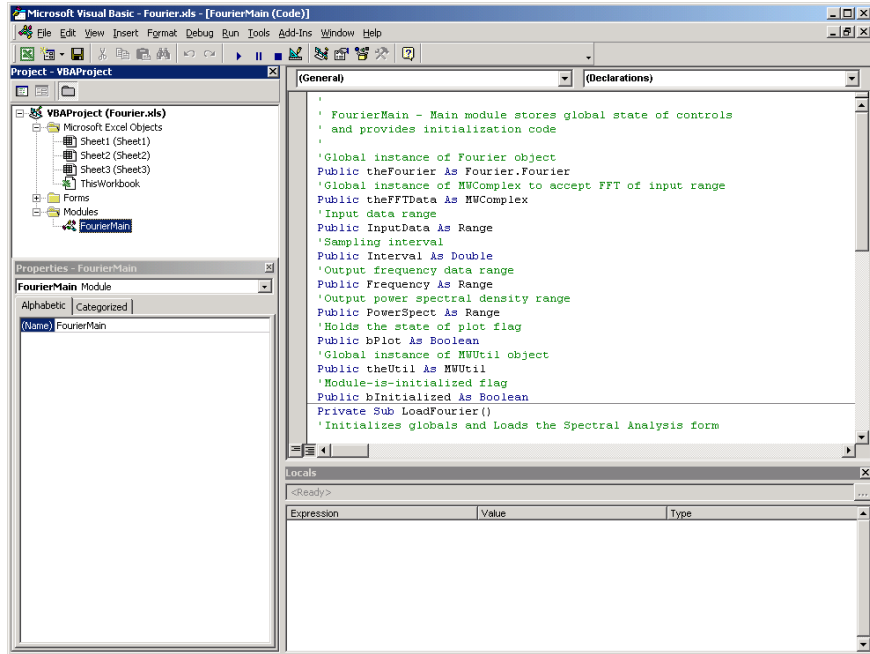 Microsoft Visual Basic - Fourier.xls - [FourierMain (Code)]
File Edit View Insert Format Debug Run Tools Add-Ins Window Help
Project - VBAProject
VBAProject (Fourier.xls)
Microsoft Excel Objects
Sheet1 (Sheet1)
Sheet2 (Sheet2)
Sheet3 (Sheet3)
ThisWorkbook
Forms
Modules
FourierMain
Properties - FourierMain
FourierMain Module
Alphabetic Categorized
(Name) FourierMain
(General) (Declarations)
'
' FourierMain - Main module stores global state of controls
' and provides initialization code
'
'Global instance of Fourier object
Public theFourier As Fourier.Fourier
'Global instance of MWComplex to accept FFT of input range
Public theFFTData As MWComplex
'Input data range
Public InputData As Range
'Sampling interval
Public Interval As Double
'Output frequency data range
Public Frequency As Range
'Output power spectral density range
Public PowerSpect As Range
'Holds the state of plot flag
Public bPlot As Boolean
'Global instance of MWUtil object
Public theUtil As MWUtil
'Module-is-initialized flag
Public bInitialized As Boolean
Private Sub LoadFourier()
'Initializes globals and Loads the Spectral Analysis form
Locals
<Ready>
...
Expression Value Type